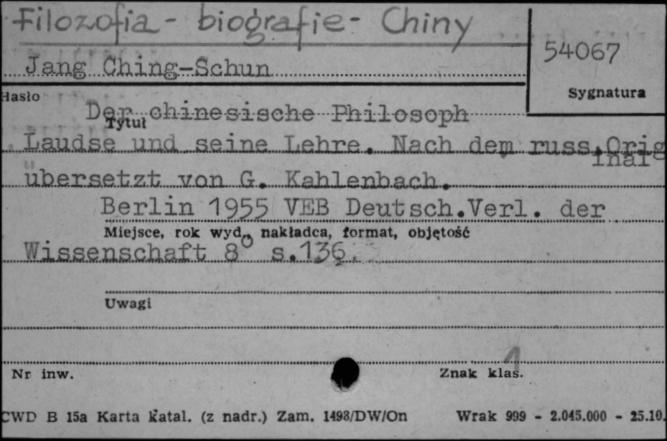 Filozofia - biografie - Chiny
54067
Jang Ching-Schun
Hasło
Sygnatura
Der chinesische Philosoph
Tytuł
Laudse und seine Lehre. Nach dem russ.Orig
inal
übersetzt von G. Kahlenbach.
Berlin 1955 VEB Deutsch.Verl. der
Miejsce, rok wyd., nakładca, format, objętość
Wissenschaft 8° s.136.
Uwagi
1
Nr inw.
Znak klas.
CWD B 15a Karta katal. (z nadr.) Zam. 1498/DW/On Wrak 999 - 2.045.000 - 25.10.